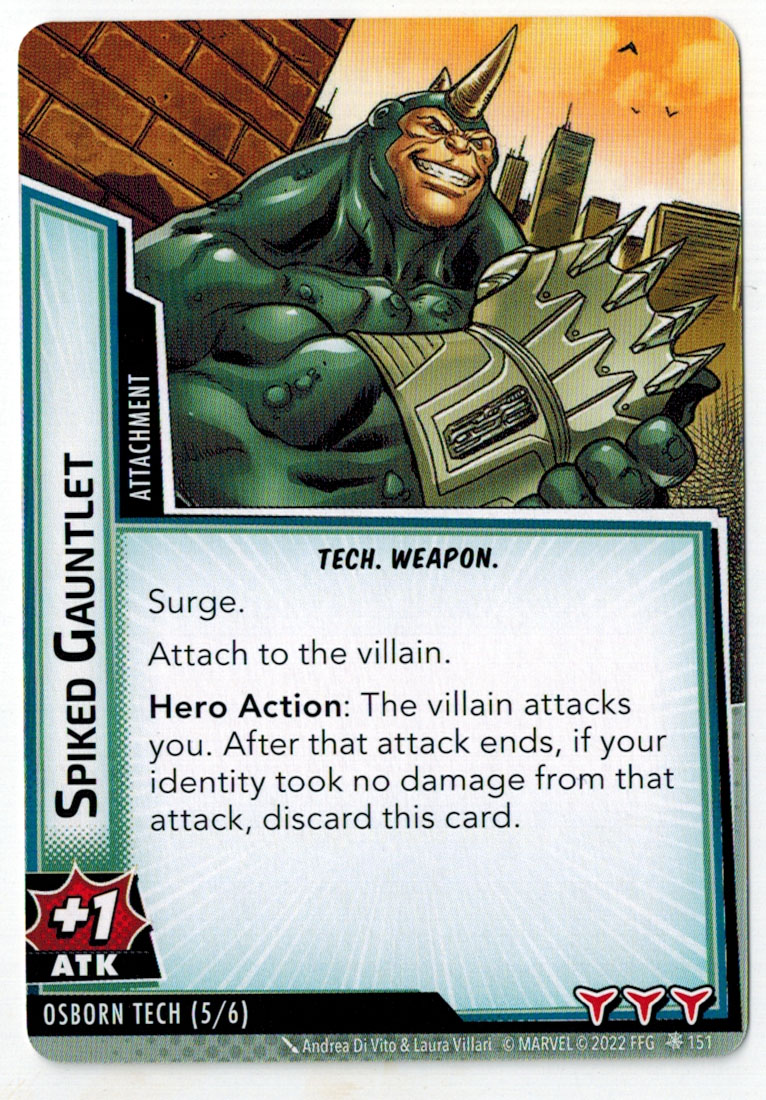 ATTACHMENT
SPIKED GAUNTLET
TECH. WEAPON.
Surge.
Attach to the villain.
Hero Action: The villain attacks
you. After that attack ends, if your
identity took no damage from that
attack, discard this card.
+1
ATK
OSBORN TECH (5/6)
Andrea Di Vito & Laura Villari © MARVEL © 2022 FFG 151